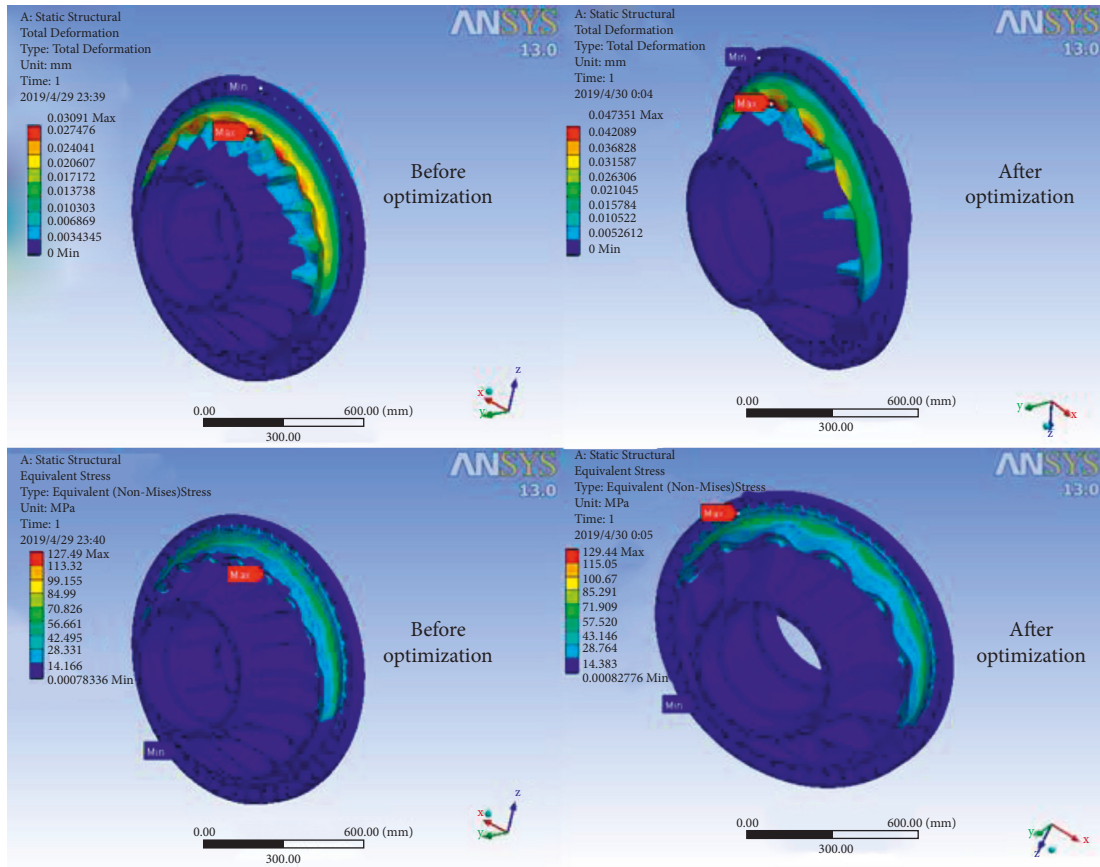 A: Static Structural
Total Deformation
Type: Total Deformation
Unit: mm
Time: 1
2019/4/29 23:39
0.03091 Max
0.027476
0.024041
0.020607
0.017172
0.013738
0.010303
0.006869
0.0034345
0 Min
ANSYS
13.0
Min
Max
Before
optimization
z
x
y
0.00
600.00 (mm)
300.00
A: Static Structural
Total Deformation
Type: Total Deformation
Unit: mm
Time: 1
2019/4/30 0:04
0.047351 Max
0.042089
0.036828
0.031587
0.026306
0.021045
0.015784
0.010522
0.0052612
0 Min
ANSYS
13.0
Min
Max
After
optimization
y
x
z
0.00
600.00 (mm)
300.00
A: Static Structural
Equivalent Stress
Type: Equivalent (Non-Mises)Stress
Unit: MPa
Time: 1
2019/4/29 23:40
127.49 Max
113.32
99.155
84.99
70.826
56.661
42.495
28.331
14.166
0.00078336 Min
ANSYS
13.0
Max
Min
Before
optimization
z
x
y
0.00
600.00 (mm)
300.00
A: Static Structural
Equivalent Stress
Type: Equivalent (Non-Mises)Stress
Unit: MPa
Time: 1
2019/4/30 0:05
129.44 Max
115.05
100.67
85.291
71.909
57.520
43.146
28.764
14.383
0.00082776 Min
ANSYS
13.0
Max
Min
After
optimization
y
z
x
0.00
600.00 (mm)
300.00